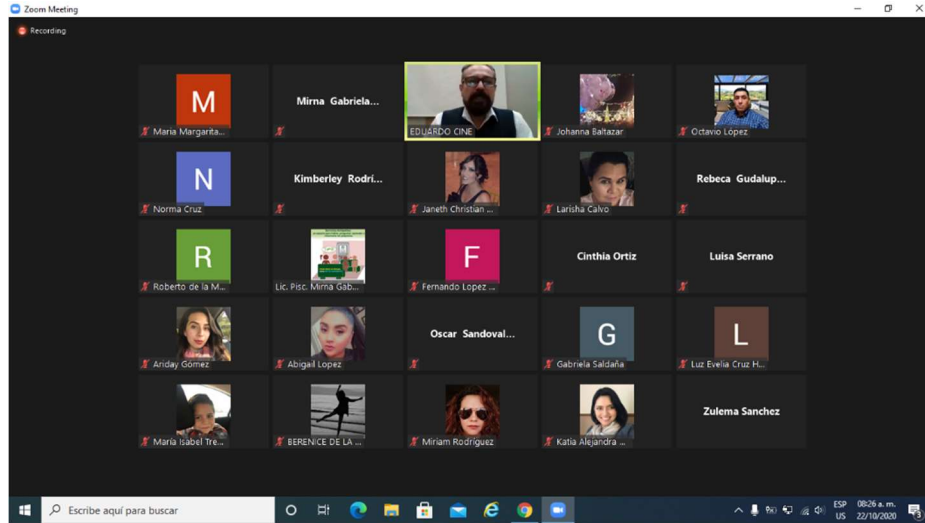 Zoom Meeting
Recording
M
Maria Margarita...
Mirna Gabriela...
EDUARDO CINE
Johanna Baltazar
Octavio López
N
Norma Cruz
Kimberley Rodrí...
Janeth Christian ...
Larisha Calvo
Rebeca Gudalup...
R
Roberto de la M...
Lic. Pisc. Mirna Gab...
F
Fernando Lopez ...
Cinthia Ortiz
Luisa Serrano
Ariday Gómez
Abigail Lopez
Oscar Sandoval...
G
Gabriela Saldaña
L
Luz Evelia Cruz H...
María Isabel Tre...
BERENICE DE LA ...
Miriam Rodríguez
Katia Alejandra ...
Zulema Sanchez
Escribe aquí para buscar
ESP 08:26 a. m.
US 22/10/2020
3